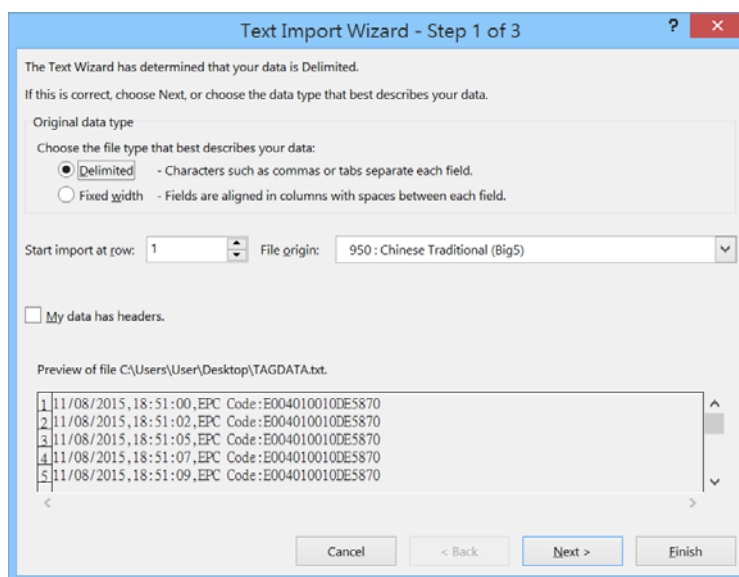 Text Import Wizard - Step 1 of 3
The Text Wizard has determined that your data is Delimited.
If this is correct, choose Next, or choose the data type that best describes your data.
Original data type
Choose the file type that best describes your data:
Delimited - Characters such as commas or tabs separate each field.
Fixed width - Fields are aligned in columns with spaces between each field.
Start import at row: 1 File origin: 950 : Chinese Traditional (Big5)
My data has headers.
Preview of file C:\Users\User\Desktop\TAGDATA.txt.
1 11/08/2015,18:51:00,EPC Code:E004010010DE5870
2 11/08/2015,18:51:02,EPC Code:E004010010DE5870
3 11/08/2015,18:51:05,EPC Code:E004010010DE5870
4 11/08/2015,18:51:07,EPC Code:E004010010DE5870
5 11/08/2015,18:51:09,EPC Code:E004010010DE5870
Cancel < Back Next > Finish